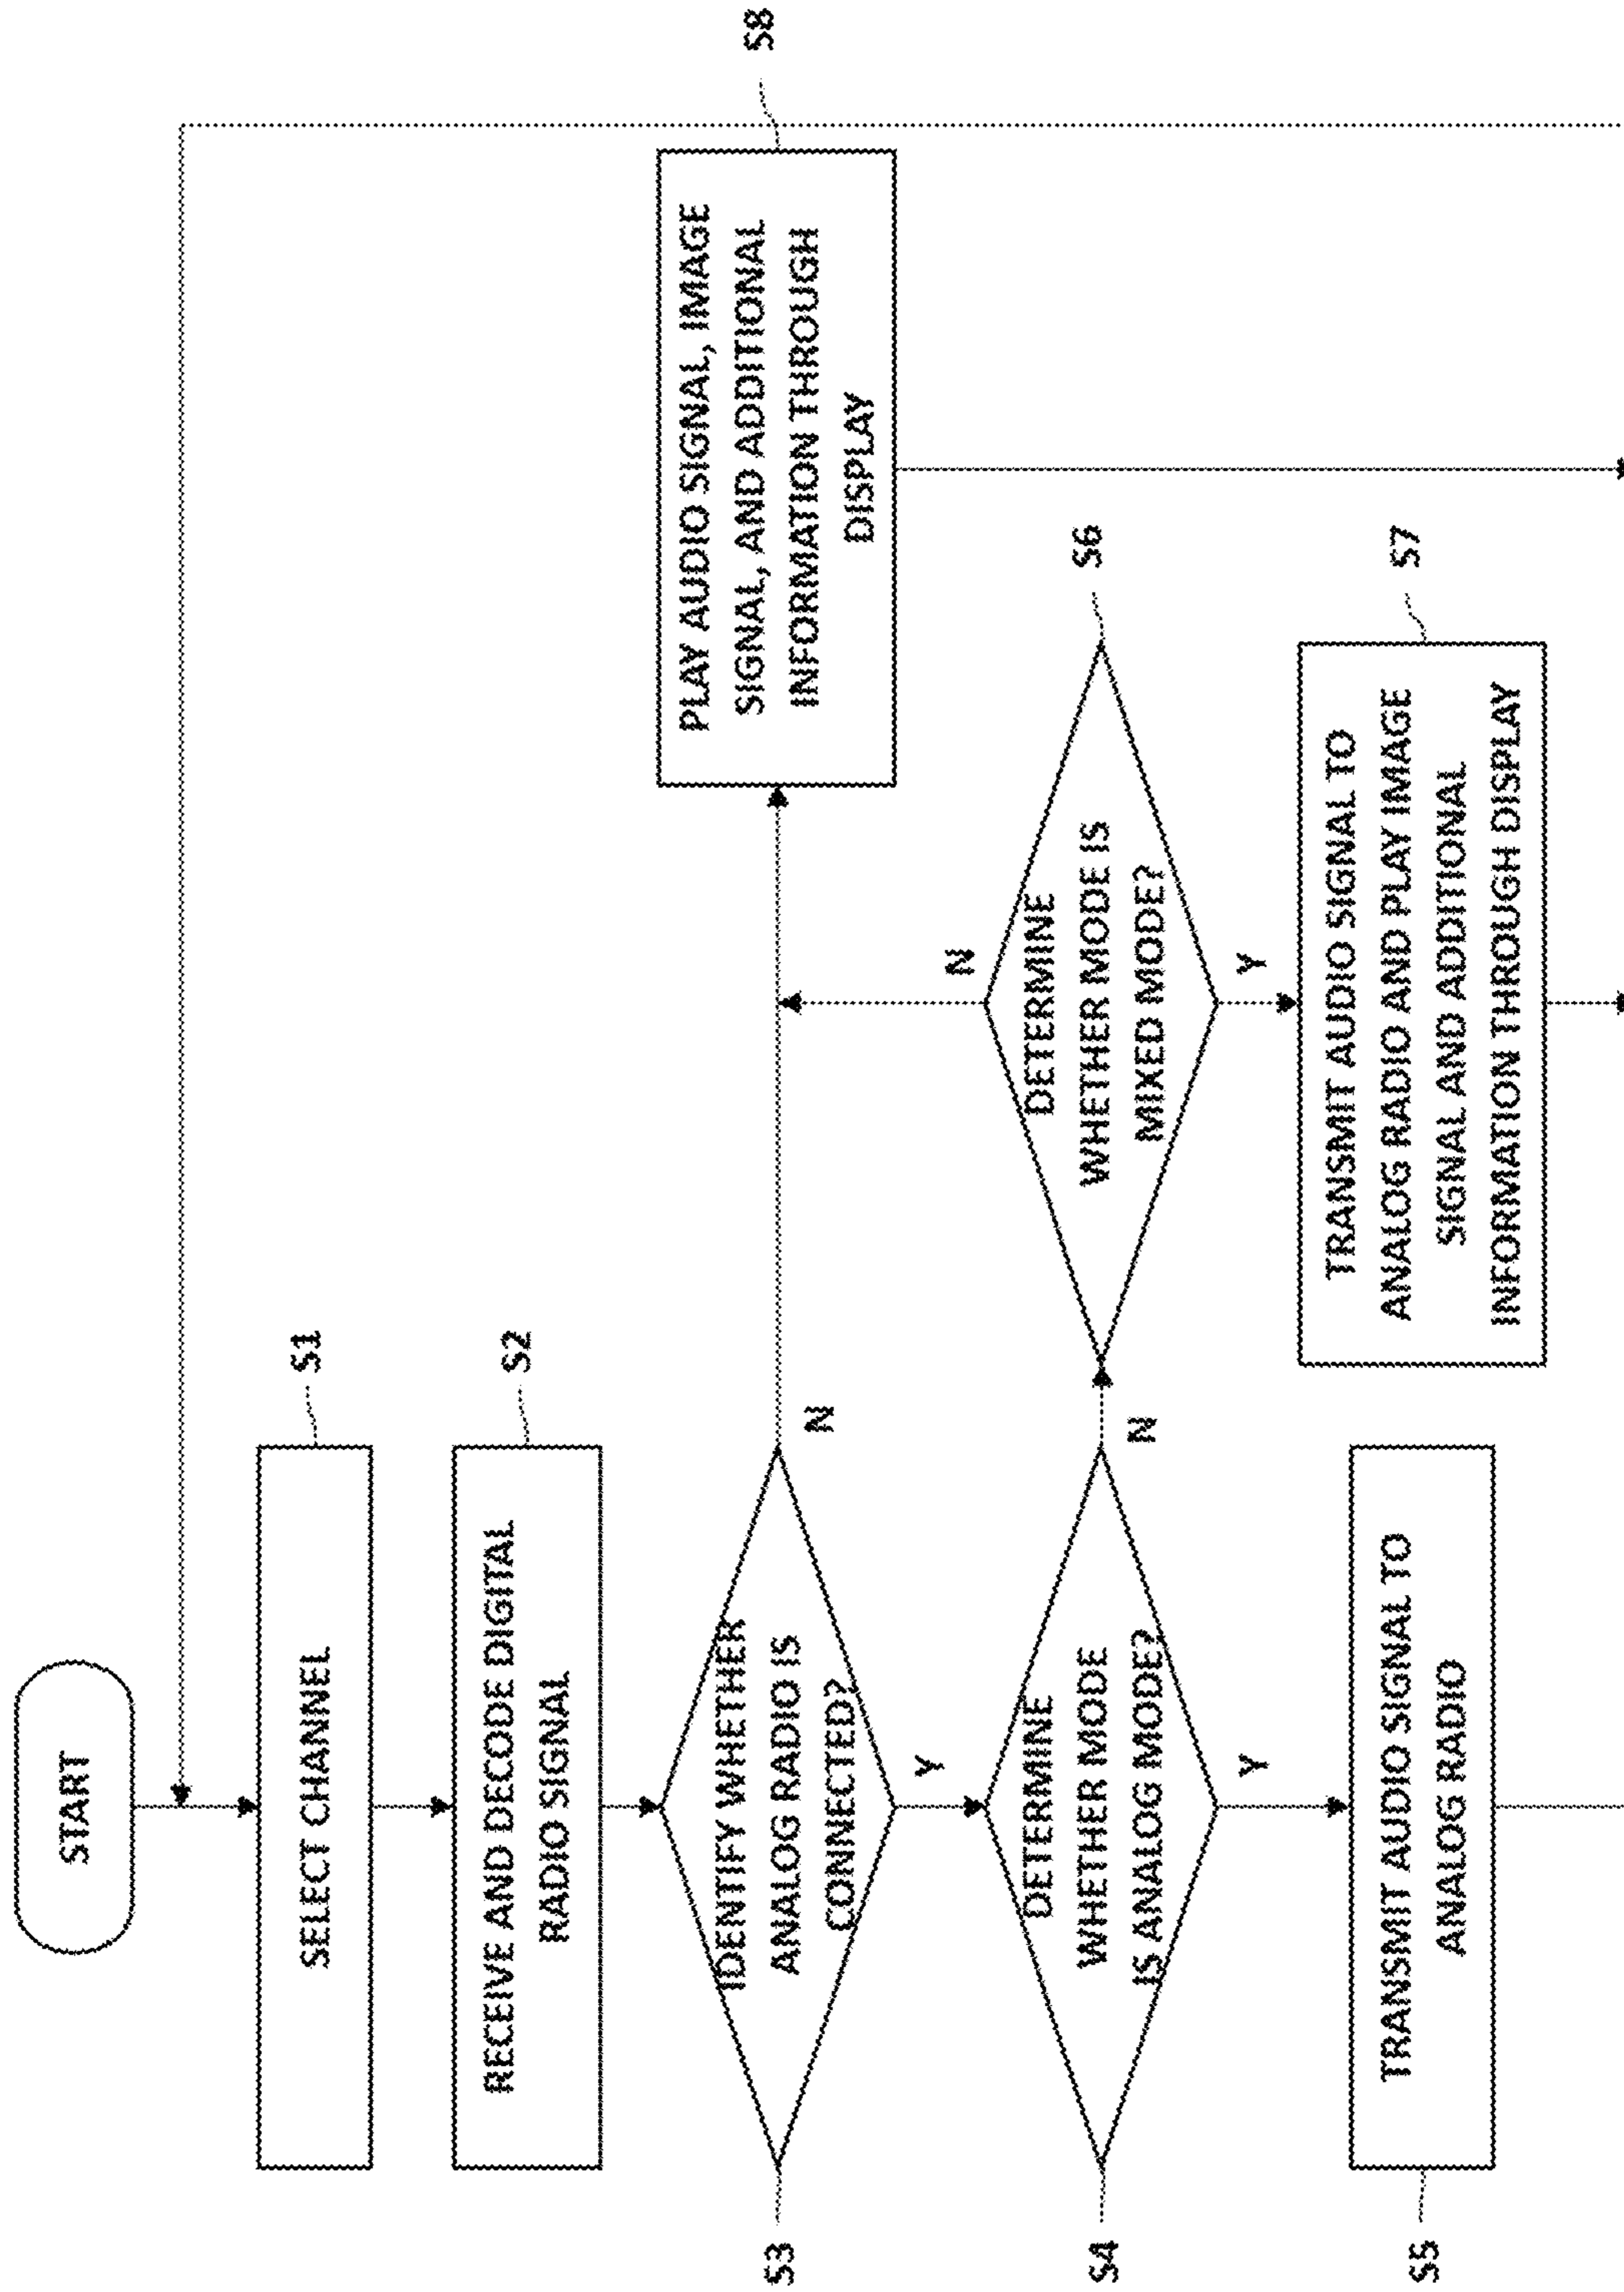 START
SELECT CHANNEL
S1
RECEIVE AND DECODE DIGITAL
RADIO SIGNAL
S2
IDENTIFY WHETHER
ANALOG RADIO IS
CONNECTED?
S3
N
Y
PLAY AUDIO SIGNAL, IMAGE
SIGNAL, AND ADDITIONAL
INFORMATION THROUGH
DISPLAY
S8
DETERMINE
WHETHER MODE
IS ANALOG MODE?
S4
N
Y
DETERMINE
WHETHER MODE IS
MIXED MODE?
S6
N
Y
TRANSMIT AUDIO SIGNAL TO
ANALOG RADIO
S5
TRANSMIT AUDIO SIGNAL TO
ANALOG RADIO AND PLAY IMAGE
SIGNAL AND ADDITIONAL
INFORMATION THROUGH DISPLAY
S7